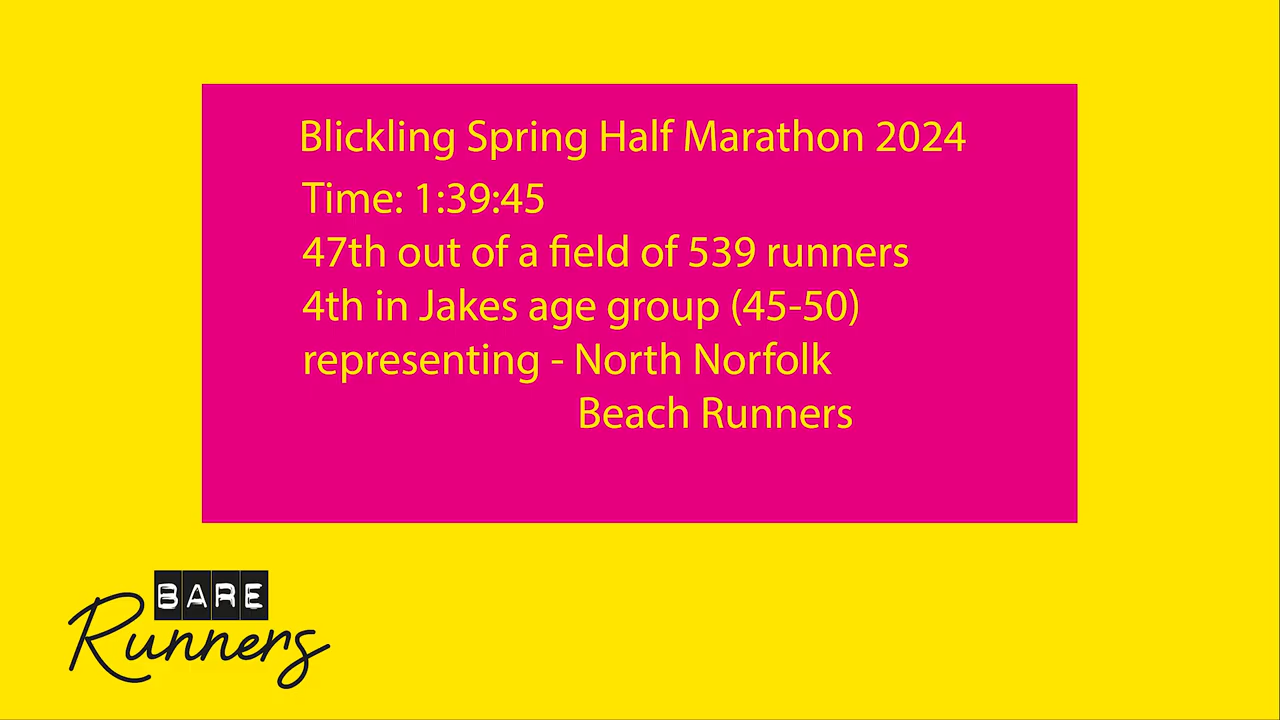 Blickling Spring Half Marathon 2024
Time: 1:39:45
47th out of a field of 539 runners
4th in Jakes age group (45-50)
representing - North Norfolk
Beach Runners
BARE
Runners